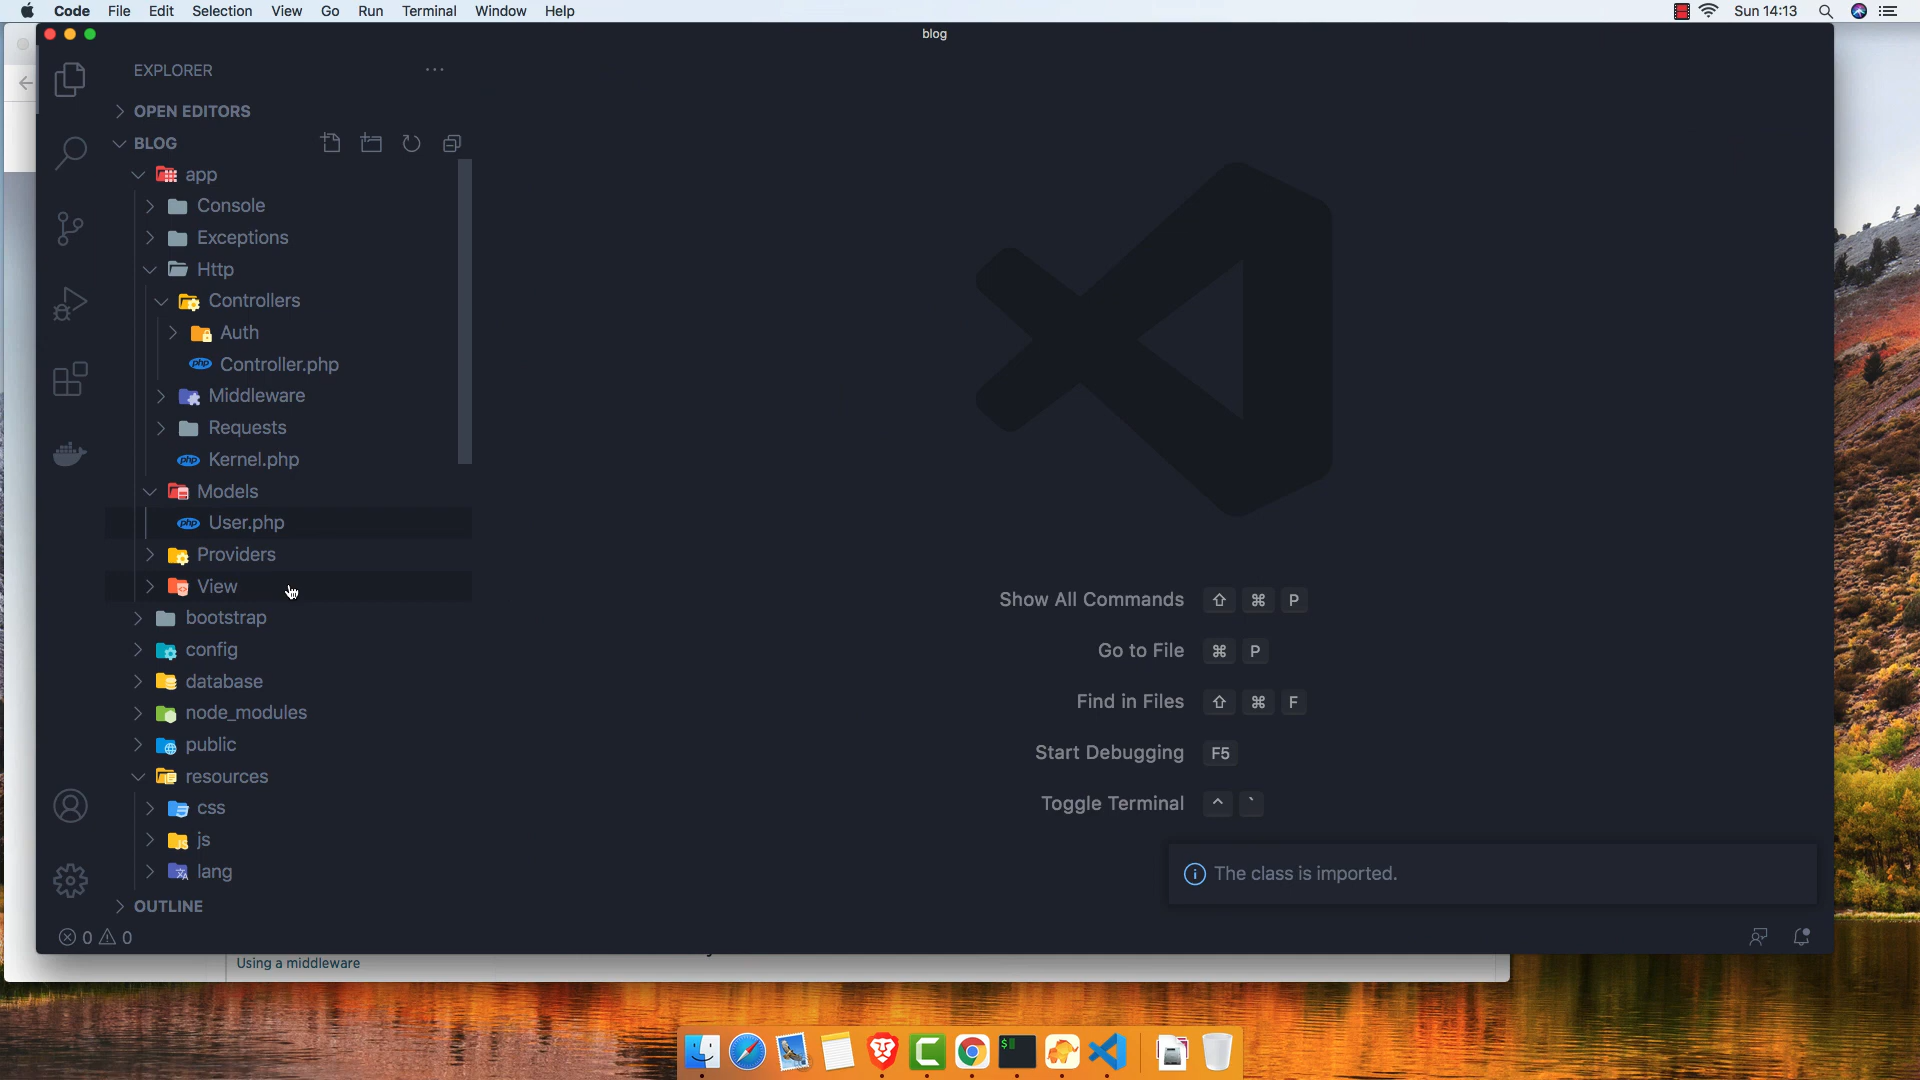 Code File Edit Selection View Go Run Terminal Window Help
Sun 14:13
blog
EXPLORER
OPEN EDITORS
BLOG
app
Console
Exceptions
Http
Controllers
Auth
php Controller.php
Middleware
Requests
php Kernel.php
Models
php User.php
Providers
View
bootstrap
config
database
node_modules
public
resources
css
js
lang
OUTLINE
0 0
Show All Commands ⇧ ⌘ P
Go to File ⌘ P
Find in Files ⇧ ⌘ F
Start Debugging F5
Toggle Terminal ^ `
The class is imported.
Using a middleware